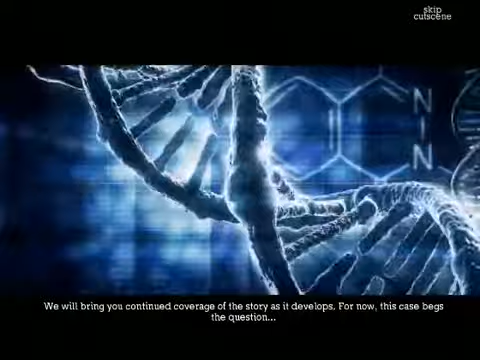 skip
cutscene
N
N
We will bring you continued coverage of the story as it develops. For now, this case begs
the question...